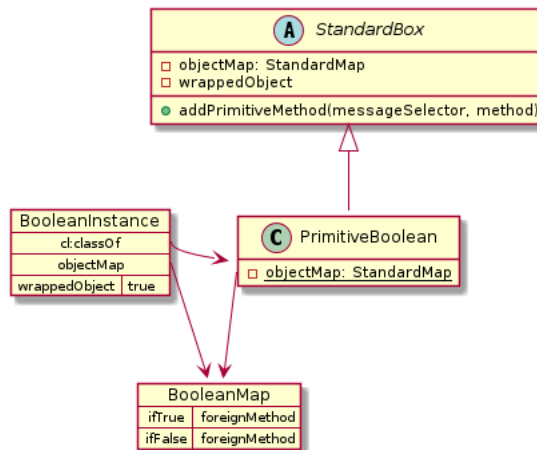 A StandardBox
objectMap: StandardMap
wrappedObject
addPrimitiveMethod(messageSelector, method)
BooleanInstance
cl:classOf
objectMap
wrappedObject true
C PrimitiveBoolean
objectMap: StandardMap
BooleanMap
ifTrue foreignMethod
ifFalse foreignMethod